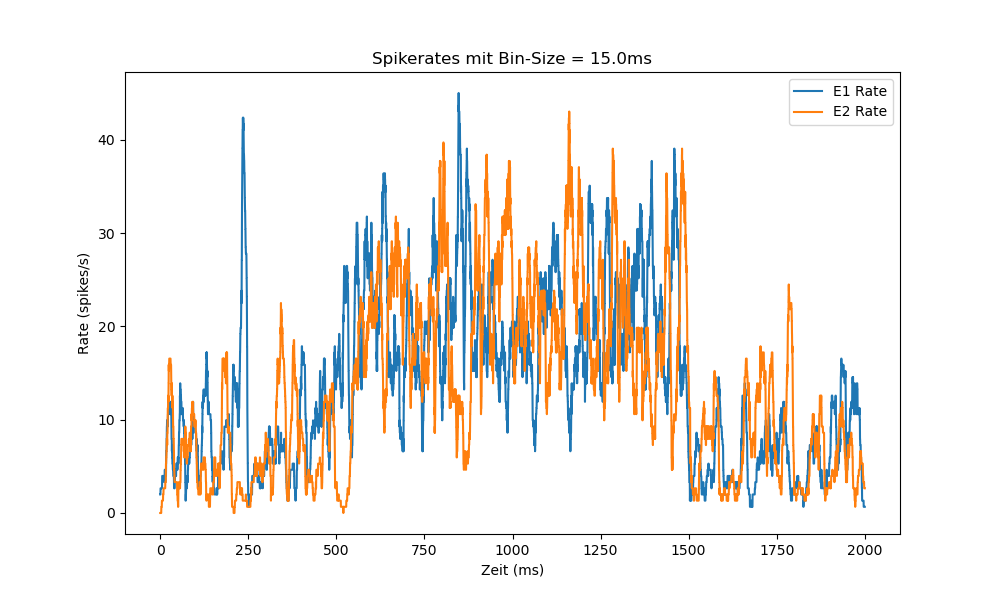 Spikerates mit Bin-Size = 15.0ms
E1 Rate
E2 Rate
Rate (spikes/s)
40
30
20
10
0
0 250 500 750 1000 1250 1500 1750 2000
Zeit (ms)